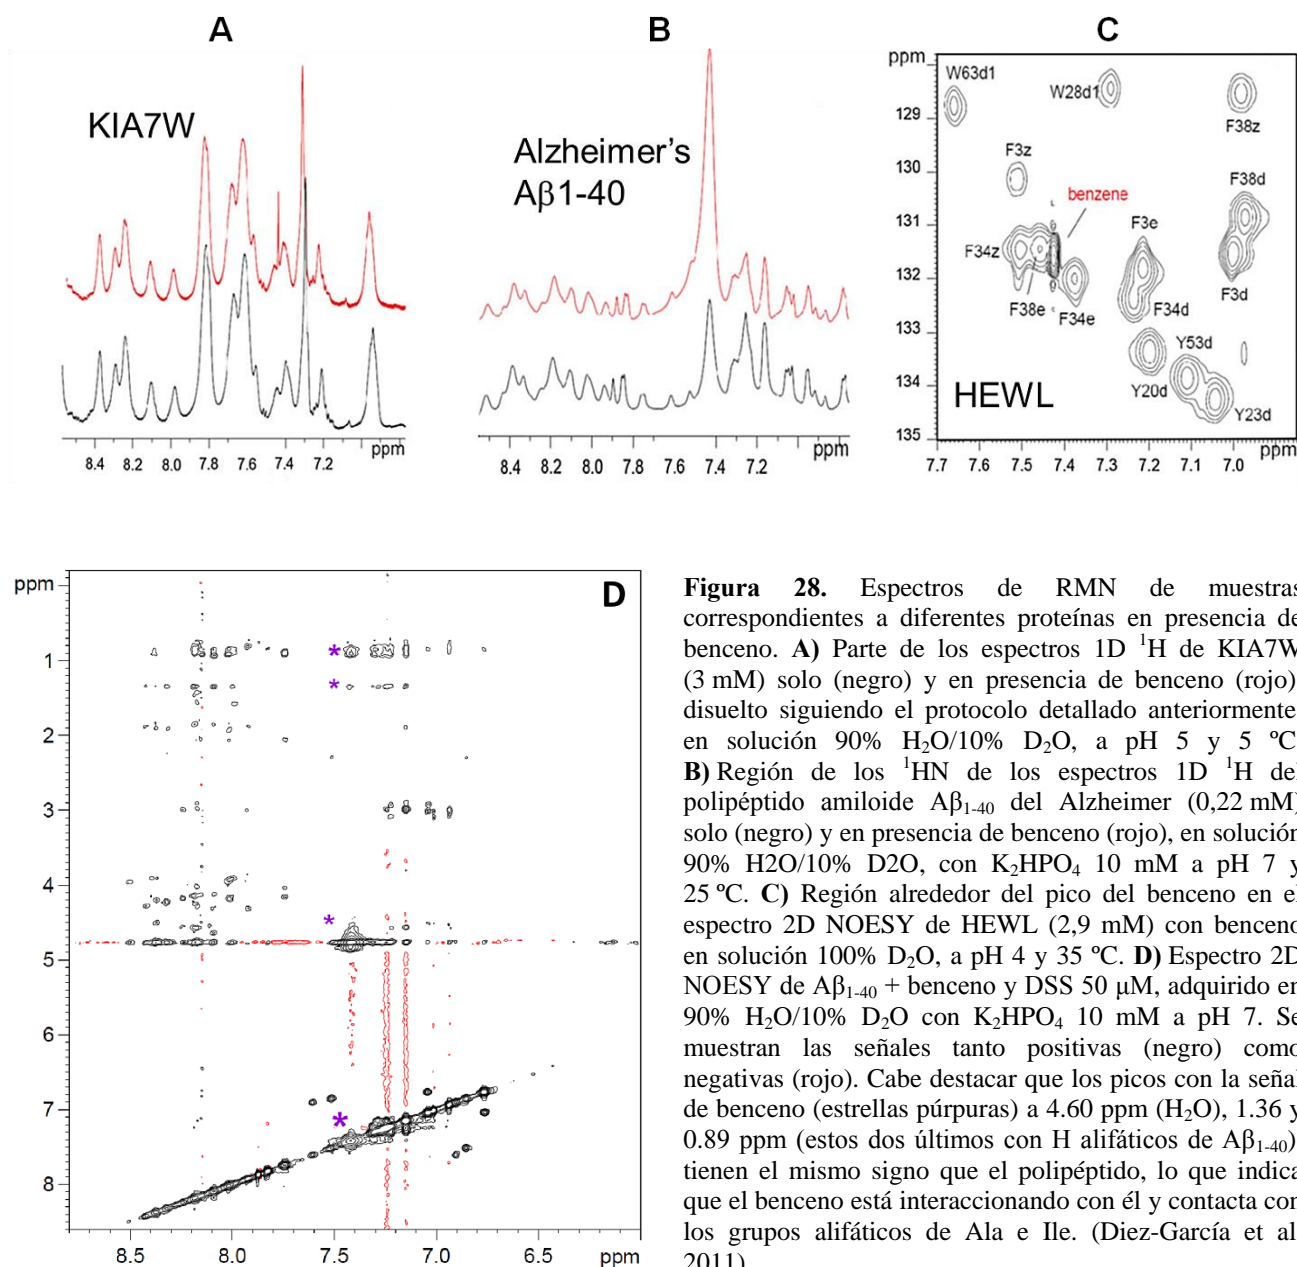 A
B
C
KIA7W
8.4 8.2 8.0 7.8 7.6 7.4 7.2 ppm
Alzheimer's
Aβ1-40
8.4 8.2 8.0 7.8 7.6 7.4 7.2 ppm
ppm
W63d1
W28d1
F38z
129
F3z
130
F38d
benzene
131
F3e
F34z
132
F3d
F38e F34e
F34d
133
Y53d
Y20d
134
HEWL
Y23d
135
7.7 7.6 7.5 7.4 7.3 7.2 7.1 7.0 ppm
D
ppm
1
*
*
2
3
4
*
5
6
7
*
8
8.5 8.0 7.5 7.0 6.5 ppm
Figura 28. Espectros de RMN de muestras
correspondientes a diferentes proteínas en presencia de
benceno. A) Parte de los espectros 1D ¹H de KIA7W
(3 mM) solo (negro) y en presencia de benceno (rojo)
disuelto siguiendo el protocolo detallado anteriormente
en solución 90% H₂O/10% D₂O, a pH 5 y 5 ºC
B) Región de los ¹HN de los espectros 1D ¹H del
polipéptido amiloide Aβ₁₋₄₀ del Alzheimer (0,22 mM)
solo (negro) y en presencia de benceno (rojo), en solución
90% H2O/10% D2O, con K₂HPO₄ 10 mM a pH 7 y
25 ºC. C) Región alrededor del pico del benceno en el
espectro 2D NOESY de HEWL (2,9 mM) con benceno
en solución 100% D₂O, a pH 4 y 35 ºC. D) Espectro 2D
NOESY de Aβ₁₋₄₀ + benceno y DSS 50 μM, adquirido en
90% H₂O/10% D₂O con K₂HPO₄ 10 mM a pH 7. Se
muestran las señales tanto positivas (negro) como
negativas (rojo). Cabe destacar que los picos con la señal
de benceno (estrellas púrpuras) a 4.60 ppm (H₂O), 1.36 y
0.89 ppm (estos dos últimos con H alifáticos de Aβ₁₋₄₀)
tienen el mismo signo que el polipéptido, lo que indica
que el benceno está interaccionando con él y contacta con
los grupos alifáticos de Ala e Ile. (Diez-García et al
2011)